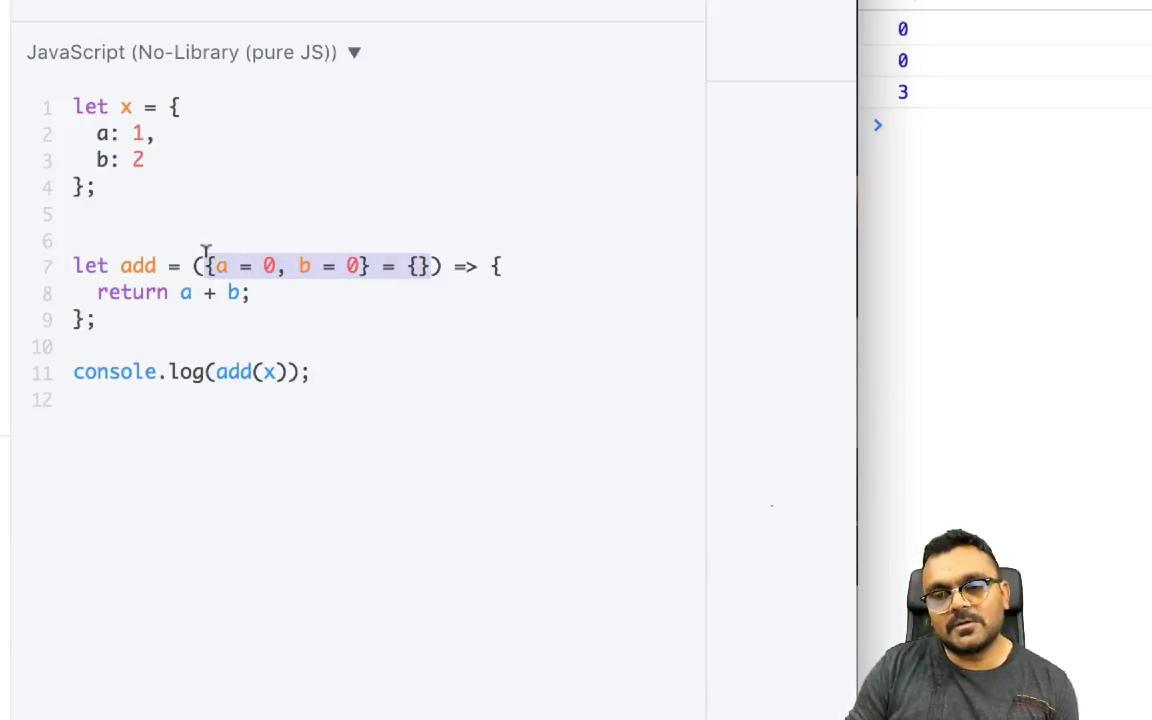 JavaScript (No-Library (pure JS)) ▼
1 let x = {
2   a: 1,
3   b: 2
4 };
5
6
7 let add = ({a = 0, b = 0} = {}) => {
8   return a + b;
9 };
10
11 console.log(add(x));
12
0
0
3
>